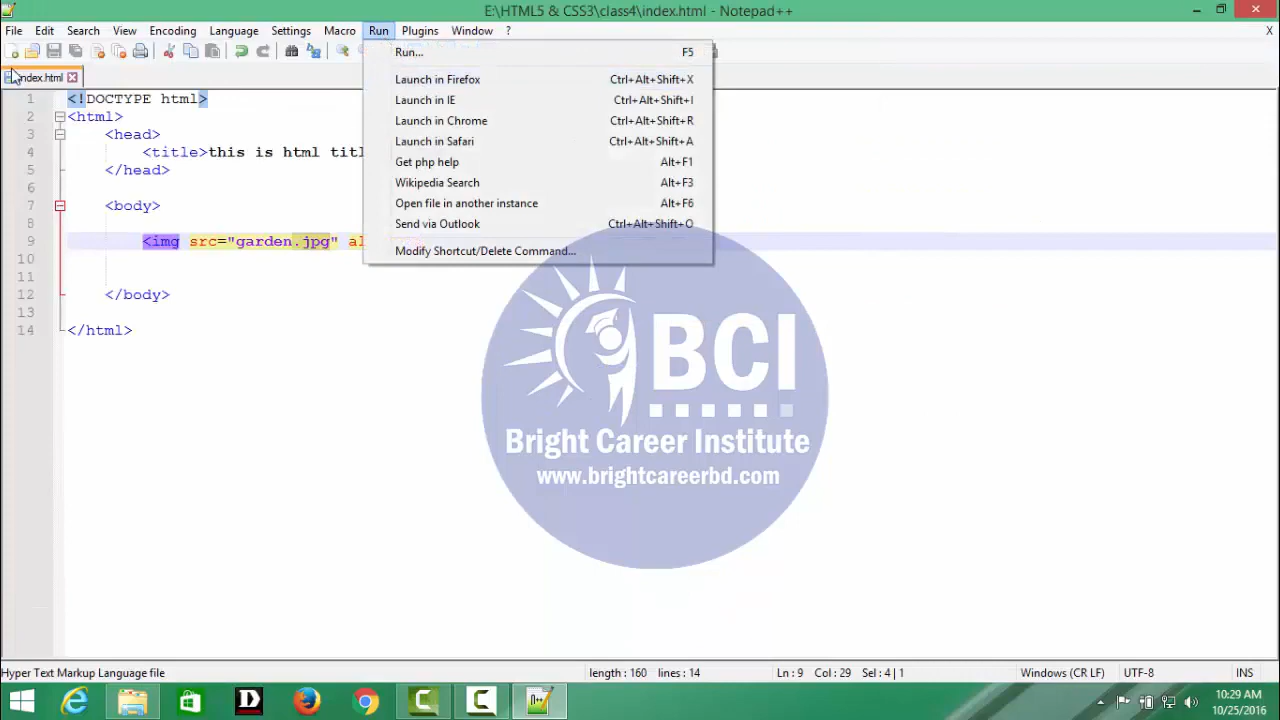 E:\HTML5 & CSS3\class4\index.html - Notepad++
File Edit Search View Encoding Language Settings Macro Run Plugins Window ? X
index.html
Run... F5
Launch in Firefox Ctrl+Alt+Shift+X
Launch in IE Ctrl+Alt+Shift+I
Launch in Chrome Ctrl+Alt+Shift+R
Launch in Safari Ctrl+Alt+Shift+A
Get php help Alt+F1
Wikipedia Search Alt+F3
Open file in another instance Alt+F6
Send via Outlook Ctrl+Alt+Shift+O
Modify Shortcut/Delete Command...
1 <!DOCTYPE html>
2 <html>
3 <head>
4 <title>this is html titl
5 </head>
6
7 <body>
8
9 <img src="garden.jpg" al
10
11
12 </body>
13
14 </html>
BCI
Bright Career Institute
www.brightcareerbd.com
Hyper Text Markup Language file length : 160 lines : 14 Ln : 9 Col : 29 Sel : 4 | 1 Windows (CR LF) UTF-8 INS
D
10:29 AM
10/25/2016